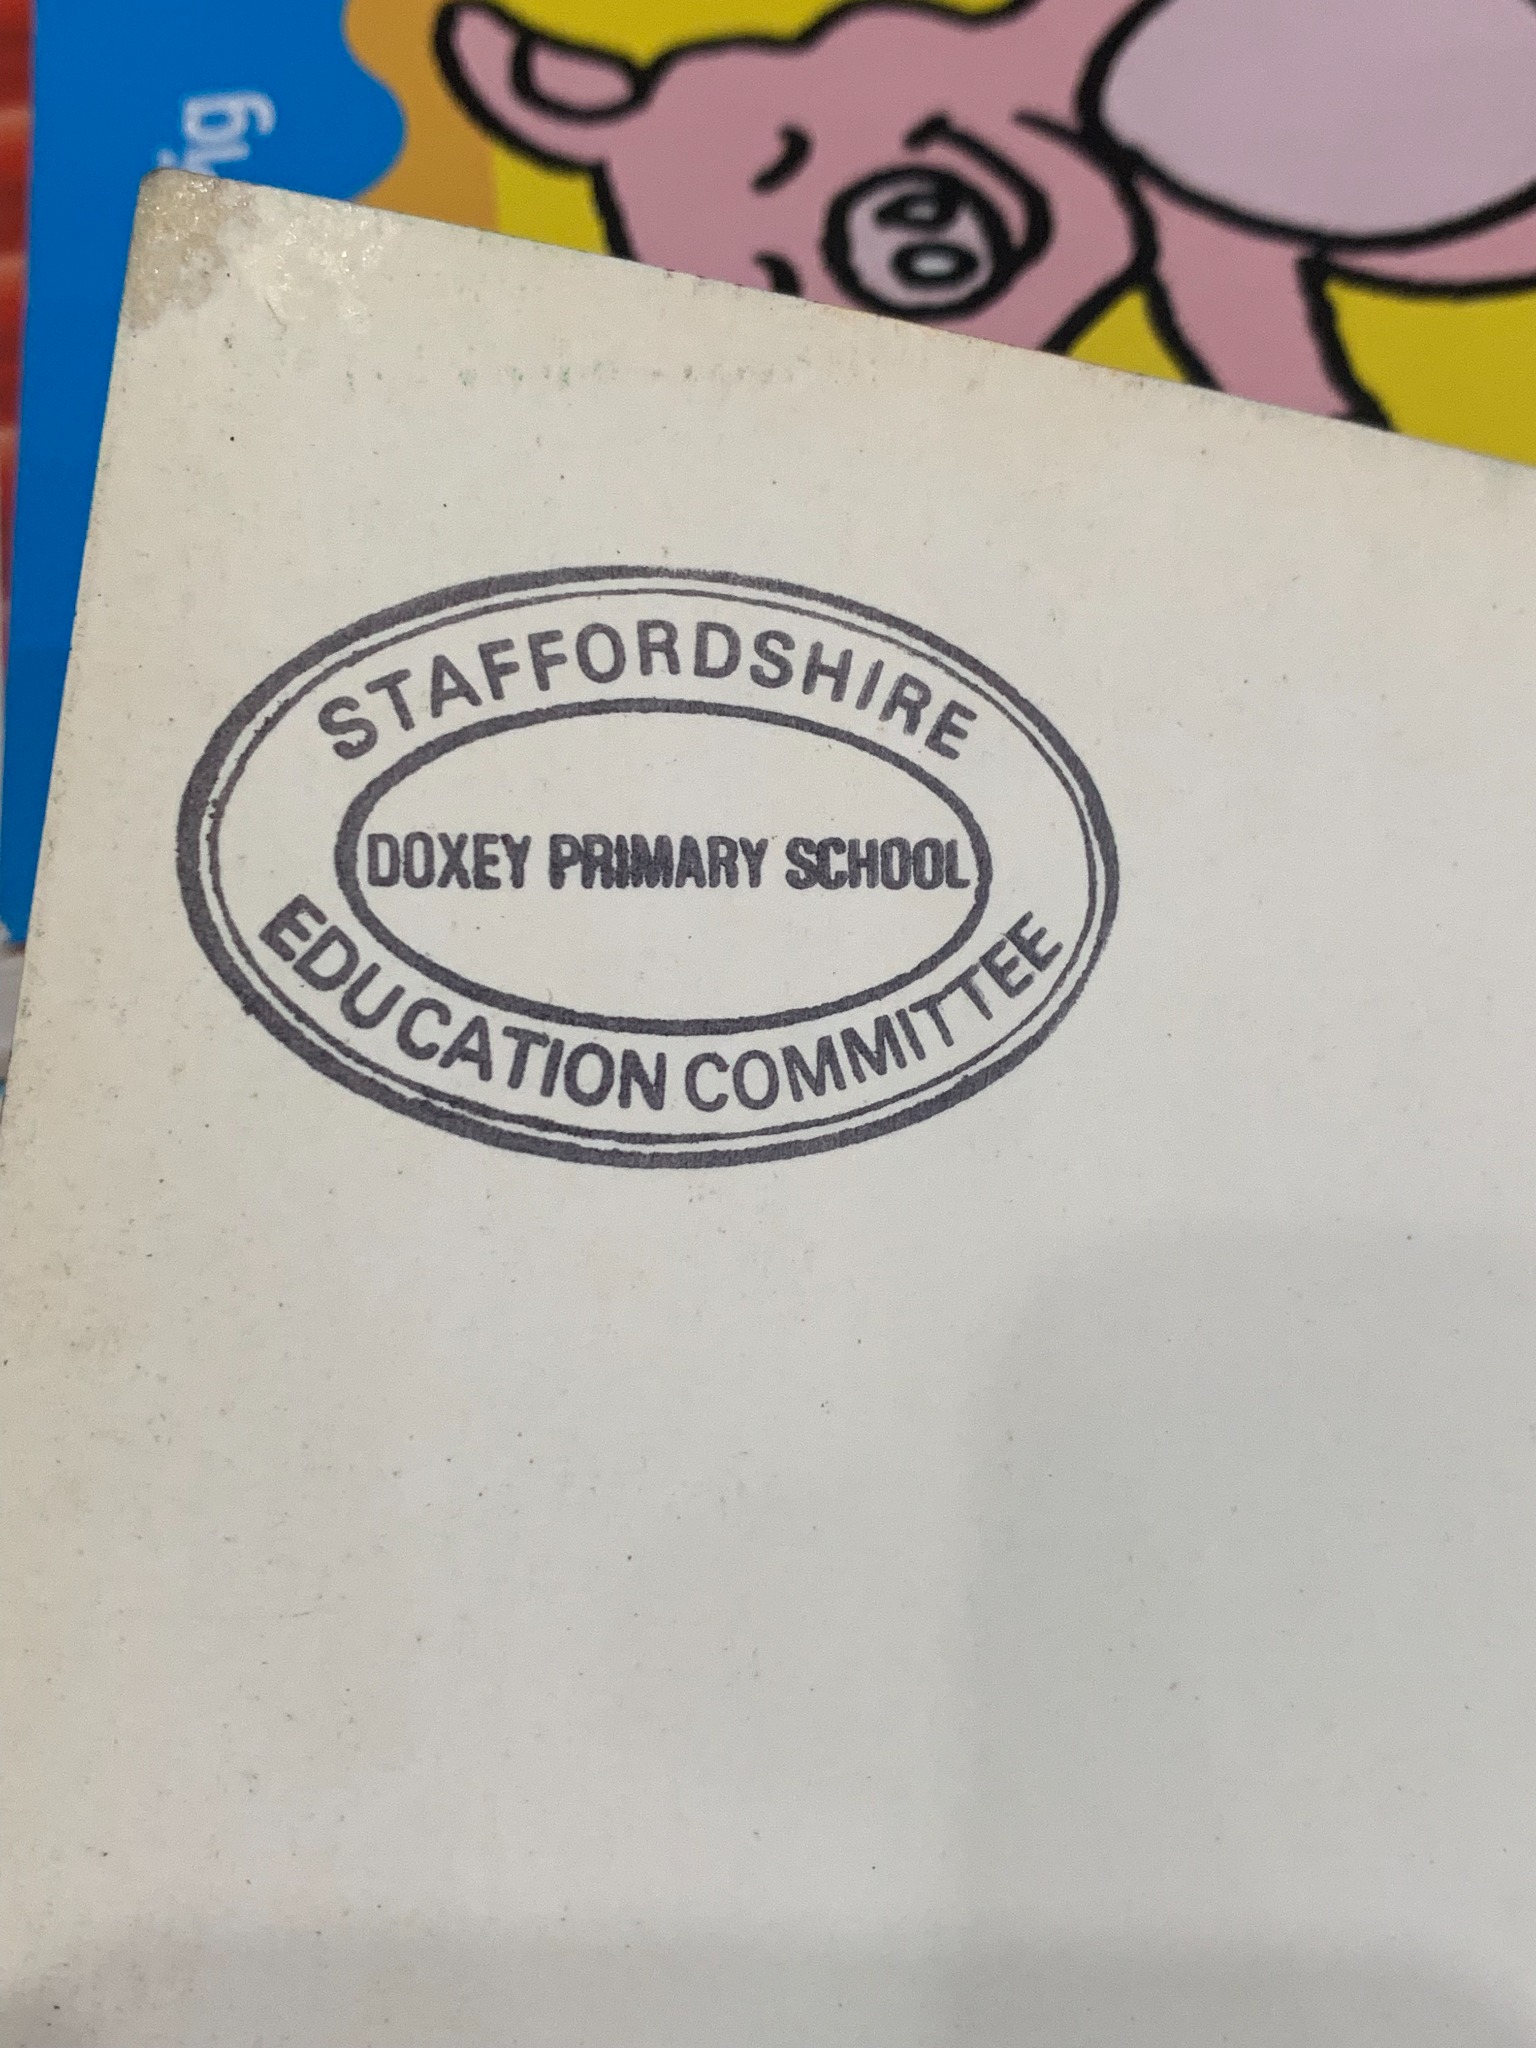 STAFFORDSHIRE
DOXEY PRIMARY SCHOOL
EDUCATION COMMITTEE